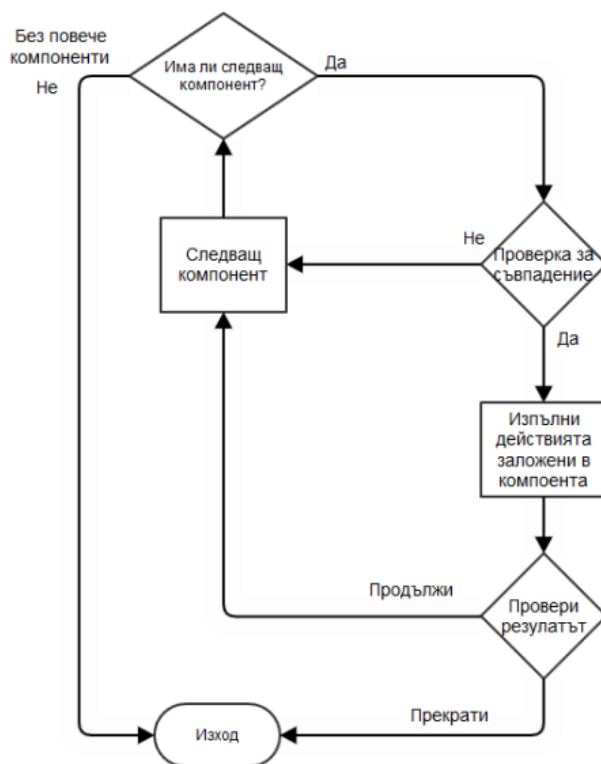 Без повече
компоненти
Не
Има ли следващ
компонент?
Да
Следващ
компонент
Не
Проверка за
съвпадение
Да
Изпълни
действията
заложени в
компоента
Продължи
Провери
резулатът
Прекрати
Изход